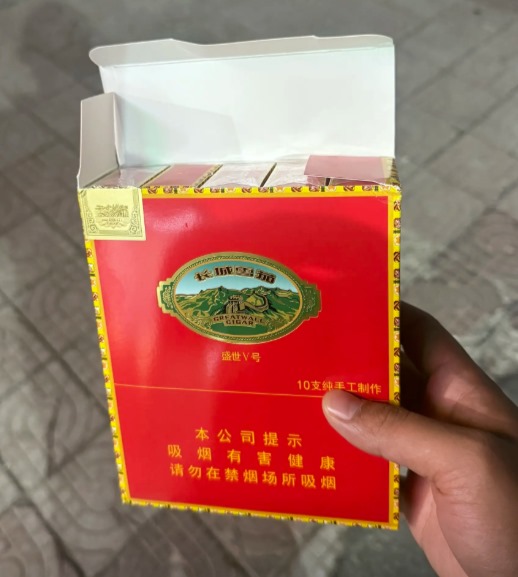 长城雪茄
GREATWALL
CIGAR
盛世V号
10支纯手工制作
本公司提示
吸烟有害健康
请勿在禁烟场所吸烟